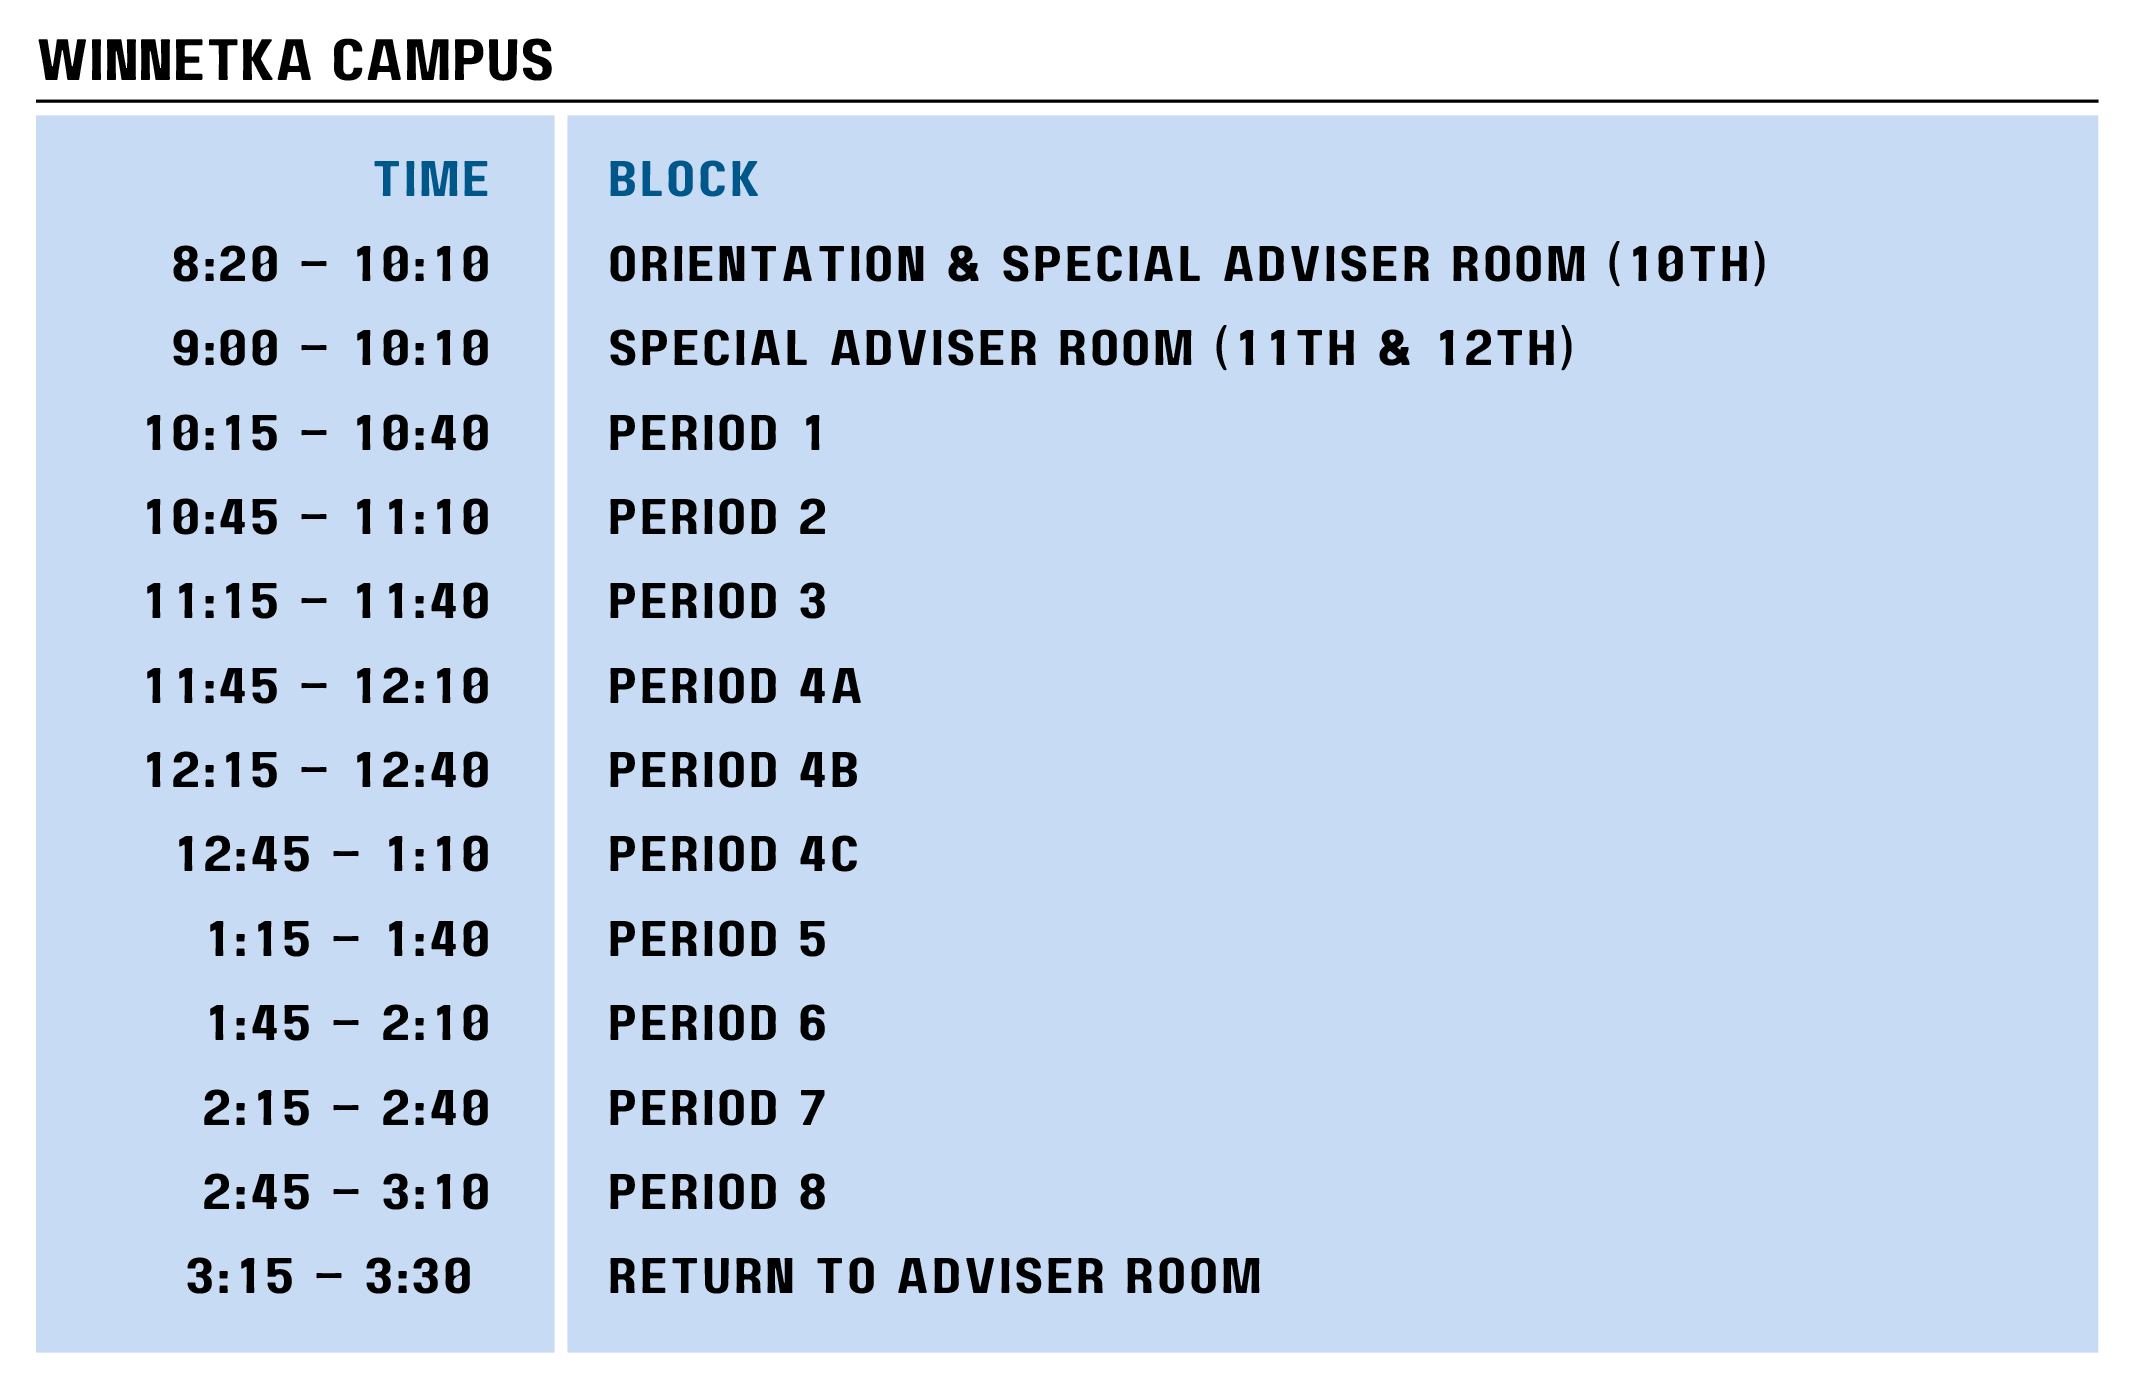 WINNETKA CAMPUS
TIME BLOCK
8:20 – 10:10 ORIENTATION & SPECIAL ADVISER ROOM (10TH)
9:00 – 10:10 SPECIAL ADVISER ROOM (11TH & 12TH)
10:15 – 10:40 PERIOD 1
10:45 – 11:10 PERIOD 2
11:15 – 11:40 PERIOD 3
11:45 – 12:10 PERIOD 4A
12:15 – 12:40 PERIOD 4B
12:45 – 1:10 PERIOD 4C
1:15 – 1:40 PERIOD 5
1:45 – 2:10 PERIOD 6
2:15 – 2:40 PERIOD 7
2:45 – 3:10 PERIOD 8
3:15 – 3:30 RETURN TO ADVISER ROOM